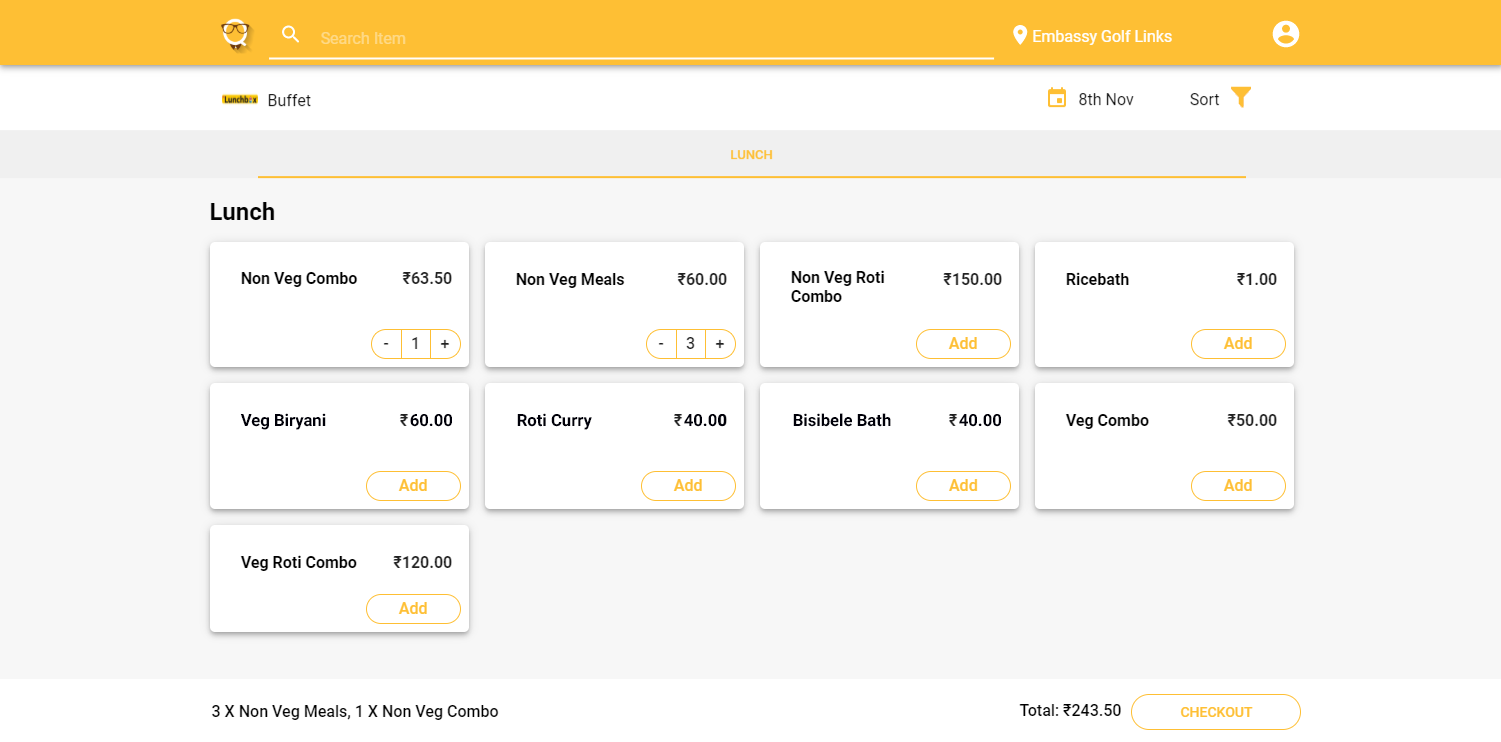 Search Item
Embassy Golf Links
Lunchbox
Buffet
8th Nov
Sort
LUNCH
Lunch
Non Veg Combo
₹63.50
- 1 +
Non Veg Meals
₹60.00
- 3 +
Non Veg Roti
Combo
₹150.00
Add
Ricebath
₹1.00
Add
Veg Biryani
₹60.00
Add
Roti Curry
₹40.00
Add
Bisibele Bath
₹40.00
Add
Veg Combo
₹50.00
Add
Veg Roti Combo
₹120.00
Add
3 X Non Veg Meals, 1 X Non Veg Combo
Total: ₹243.50
CHECKOUT